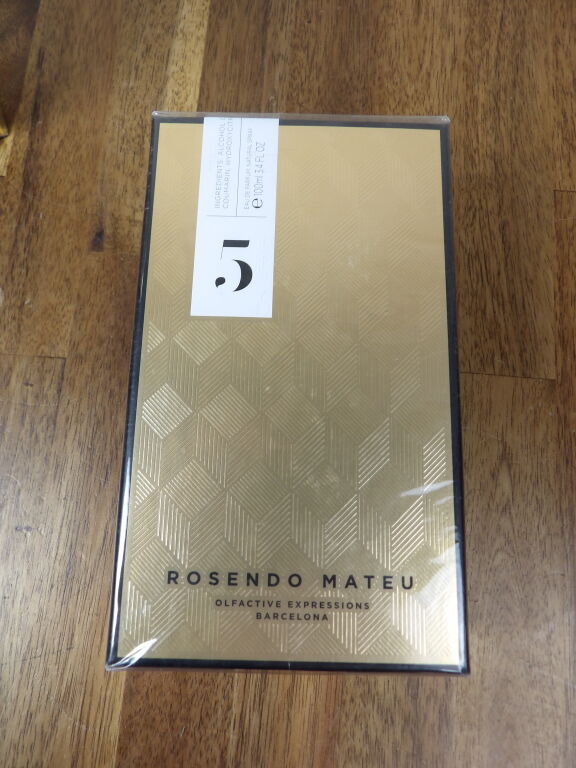 INGREDIENTS: ALCOHOL
COUMARIN, HYDROXYCITR
EAU DE PARFUM NATURAL SPRAY
e 100ml 3.4 FL OZ
5
ROSENDO MATEU
OLFACTIVE EXPRESSIONS
BARCELONA